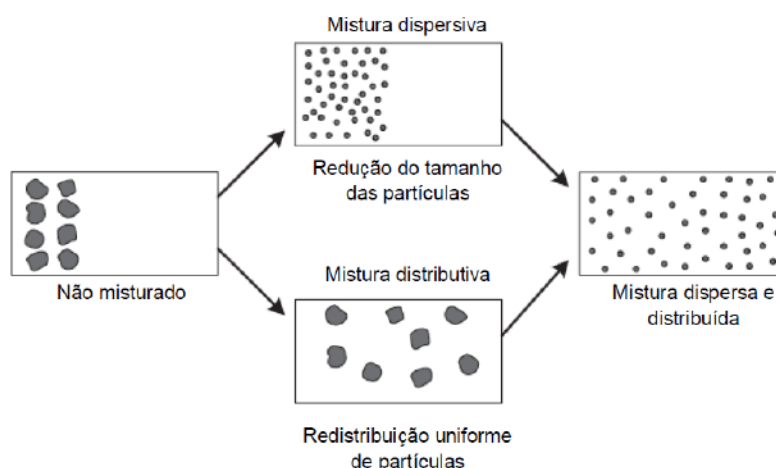 Mistura dispersiva
Redução do tamanho
das partículas
Não misturado
Mistura distributiva
Mistura dispersa e
distribuída
Redistribuição uniforme
de partículas